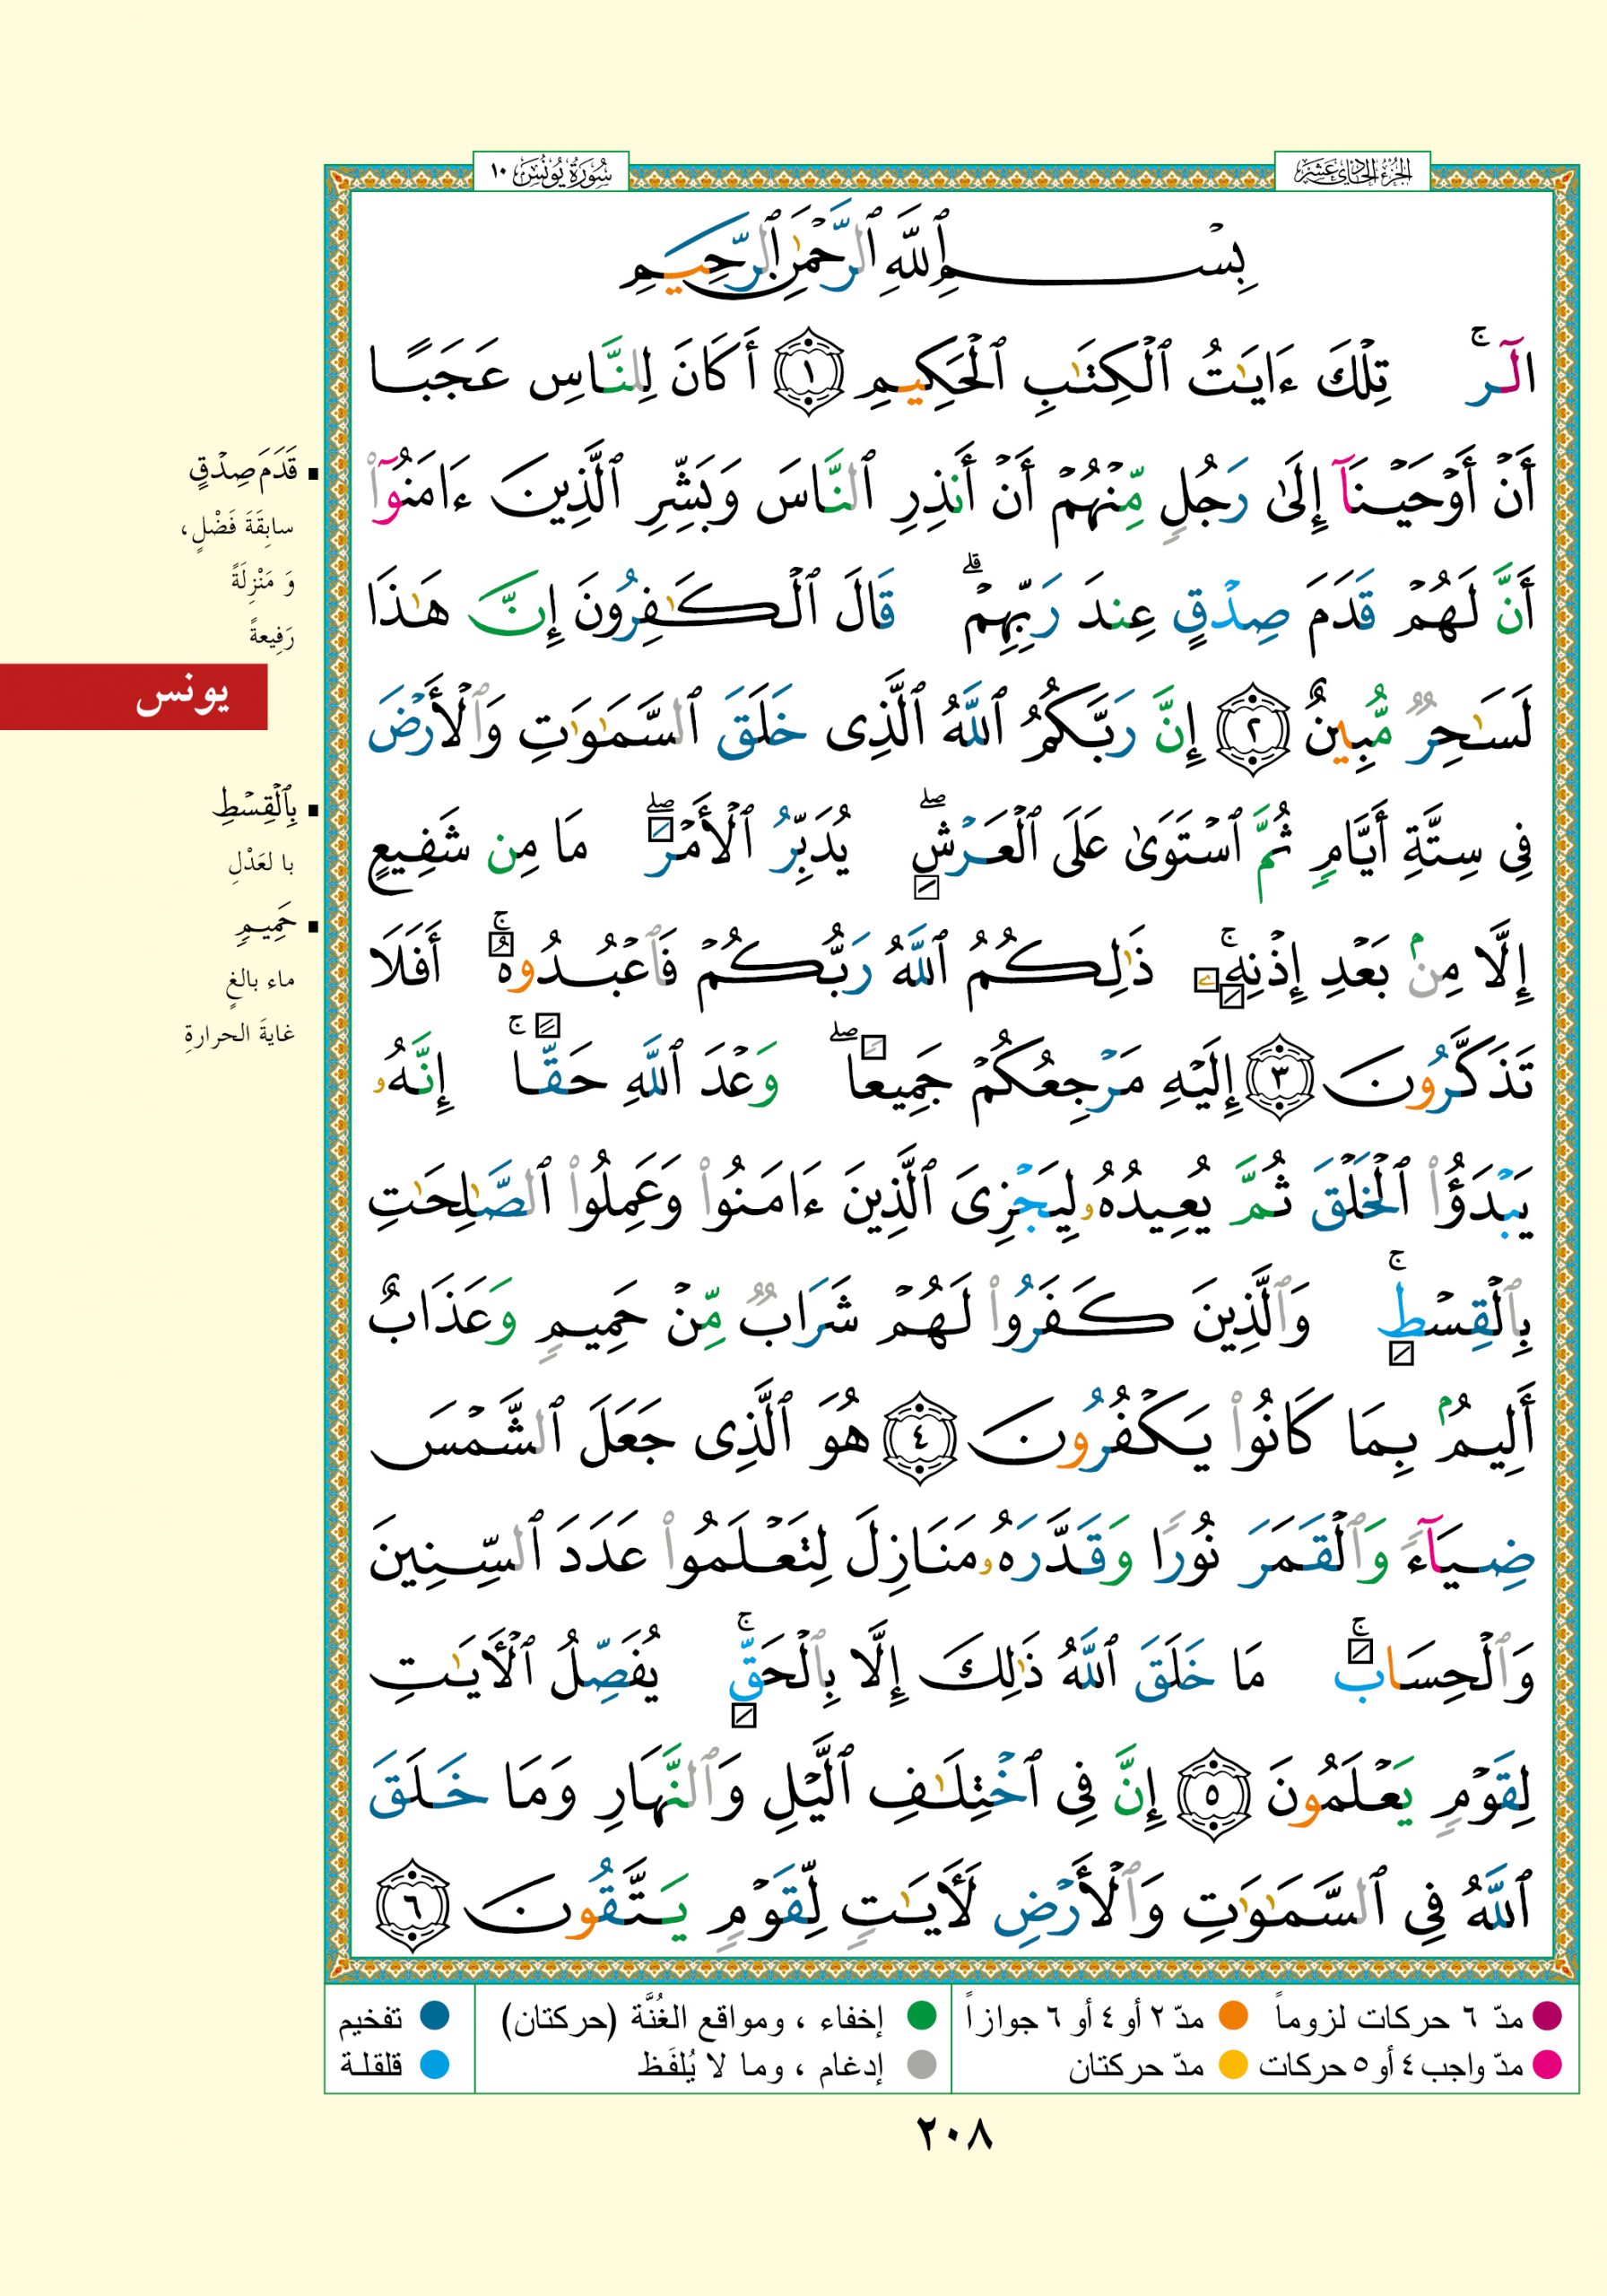 الجزء الحادي عشر
سورة يونس ١٠
بِسْمِ ٱللَّهِ ٱلرَّحْمَٰنِ ٱلرَّحِيمِ
الٓر ۚ تِلْكَ ءَايَٰتُ ٱلْكِتَٰبِ ٱلْحَكِيمِ ١ أَكَانَ لِلنَّاسِ عَجَبًا
أَنْ أَوْحَيْنَآ إِلَىٰ رَجُلٍ مِّنْهُمْ أَنْ أَنذِرِ ٱلنَّاسَ وَبَشِّرِ ٱلَّذِينَ ءَامَنُوٓا۟
أَنَّ لَهُمْ قَدَمَ صِدْقٍ عِندَ رَبِّهِمْ ۗ قَالَ ٱلْكَٰفِرُونَ إِنَّ هَٰذَا
لَسَٰحِرٌ مُّبِينٌ ٢ إِنَّ رَبَّكُمُ ٱللَّهُ ٱلَّذِى خَلَقَ ٱلسَّمَٰوَٰتِ وَٱلْأَرْضَ
فِى سِتَّةِ أَيَّامٍ ثُمَّ ٱسْتَوَىٰ عَلَى ٱلْعَرْشِ ۖ يُدَبِّرُ ٱلْأَمْرَ ۖ مَا مِن شَفِيعٍ
إِلَّا مِنۢ بَعْدِ إِذْنِهِۦ ۚ ذَٰلِكُمُ ٱللَّهُ رَبُّكُمْ فَٱعْبُدُوهُ ۚ أَفَلَا
تَذَكَّرُونَ ٣ إِلَيْهِ مَرْجِعُكُمْ جَمِيعًا ۖ وَعْدَ ٱللَّهِ حَقًّا ۚ إِنَّهُۥ
يَبْدَؤُا۟ ٱلْخَلْقَ ثُمَّ يُعِيدُهُۥ لِيَجْزِىَ ٱلَّذِينَ ءَامَنُوا۟ وَعَمِلُوا۟ ٱلصَّٰلِحَٰتِ
بِٱلْقِسْطِ ۚ وَٱلَّذِينَ كَفَرُوا۟ لَهُمْ شَرَابٌ مِّنْ حَمِيمٍ وَعَذَابٌ
أَلِيمٌۢ بِمَا كَانُوا۟ يَكْفُرُونَ ٤ هُوَ ٱلَّذِى جَعَلَ ٱلشَّمْسَ
ضِيَآءً وَٱلْقَمَرَ نُورًا وَقَدَّرَهُۥ مَنَازِلَ لِتَعْلَمُوا۟ عَدَدَ ٱلسِّنِينَ
وَٱلْحِسَابَ ۚ مَا خَلَقَ ٱللَّهُ ذَٰلِكَ إِلَّا بِٱلْحَقِّ ۚ يُفَصِّلُ ٱلْأَيَٰتِ
لِقَوْمٍ يَعْلَمُونَ ٥ إِنَّ فِى ٱخْتِلَٰفِ ٱلَّيْلِ وَٱلنَّهَارِ وَمَا خَلَقَ
ٱللَّهُ فِى ٱلسَّمَٰوَٰتِ وَٱلْأَرْضِ لَأَيَٰتٍ لِّقَوْمٍ يَتَّقُونَ ٦
قَدَمَ صِدْقٍ
سابِقَةَ فَضْلٍ،
وَ مَنْزِلَةً
رَفِيعةً
يونس
بِٱلْقِسْطِ
با لعَدْلِ
حَمِيمٍ
ماء بالغٍ
غايةَ الحرارةِ
مدّ ٦ حركات لزوماً
مدّ ٢ أو ٤ أو ٦ جوازاً
إخفاء ، ومواقع الغُنَّة (حركتان)
تفخيم
مدّ واجب ٤ أو ٥ حركات
مدّ حركتان
إدغام ، وما لا يُلفَظ
قلقلة
٢٠٨